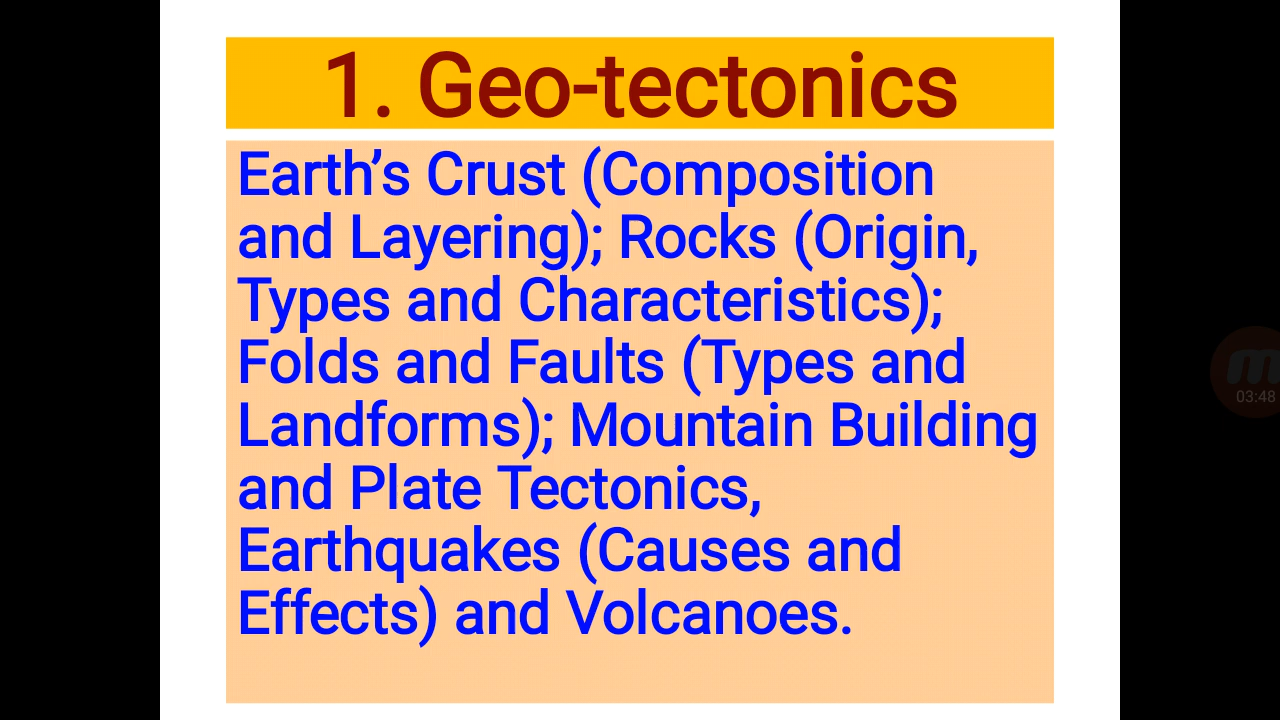 1. Geo-tectonics
Earth’s Crust (Composition
and Layering); Rocks (Origin,
Types and Characteristics);
Folds and Faults (Types and
Landforms); Mountain Building
and Plate Tectonics,
Earthquakes (Causes and
Effects) and Volcanoes.
03:48